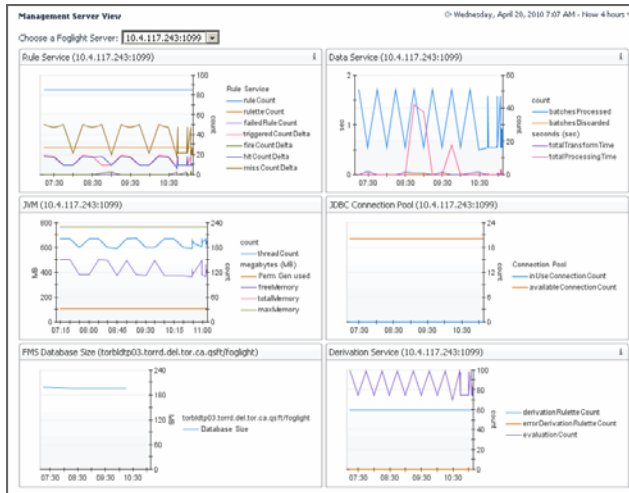 Management Server View
Wednesday, April 28, 2010 7:07 AM - Now 4 hours
Choose a Foglight Server: 10.4.117.243:1099
Rule Service (10.4.117.243:1099)
100
80
60
40
20
0
count
07:30 08:30 09:30 10:30
Rule Service
ruleCount
ruletteCount
failedRuleCount
triggeredCountDelta
fireCountDelta
hitCountDelta
missCountDelta
Data Service (10.4.117.243:1099)
2
1
0
sec
60
40
20
0
count
07:30 08:30 09:30 10:30
count
batchesProcessed
batchesDiscarded
seconds (sec)
totalTransformTime
totalProcessingTime
JVM (10.4.117.243:1099)
800
600
400
200
0
MB
240
180
120
60
0
count
07:15 08:00 08:45 09:30 10:15 11:00
count
threadCount
megabytes (MB)
Perm Gen used
freeMemory
totalMemory
maxMemory
JDBC Connection Pool (10.4.117.243:1099)
24
18
12
6
0
count
07:30 08:30 09:30 10:30
Connection Pool
inUseConnectionCount
availableConnectionCount
FMS Database Size (torbldtp03.torrd.del.tor.ca.qsft/foglight)
240
180
120
60
0
MB
07:30 08:30 09:30 10:30
torbldtp03.torrd.del.tor.ca.qsft/foglight
Database Size
Derivation Service (10.4.117.243:1099)
100
80
60
40
20
0
count
07:30 08:30 09:30 10:30
derivationRuletteCount
errorDerivationRuletteCount
evaluationCount